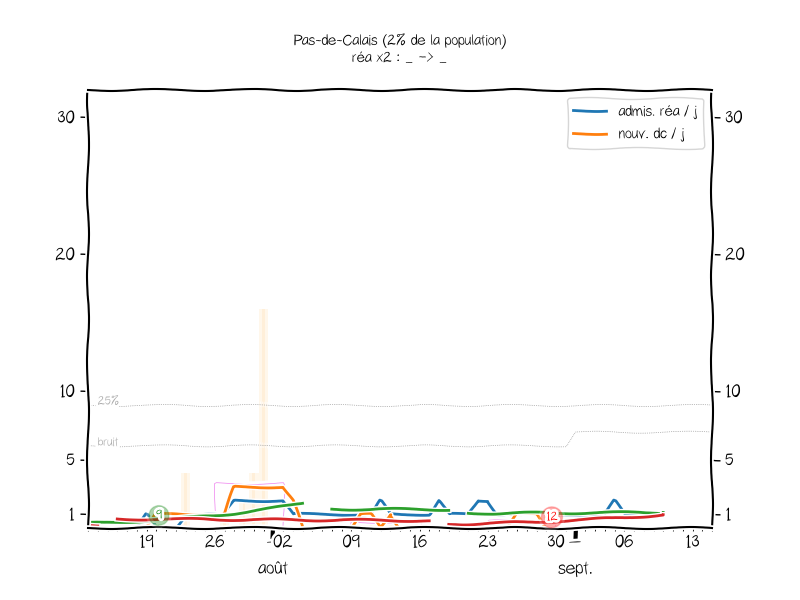 Pas-de-Calais (2% de la population)
réa x2 : _ -> _
admis. réa / j
nouv. dc / j
30
30
20
20
10
10
25%
bruit
5
5
1
1
9
12
19 26 02 09 16 23 30 06 13
août sept.